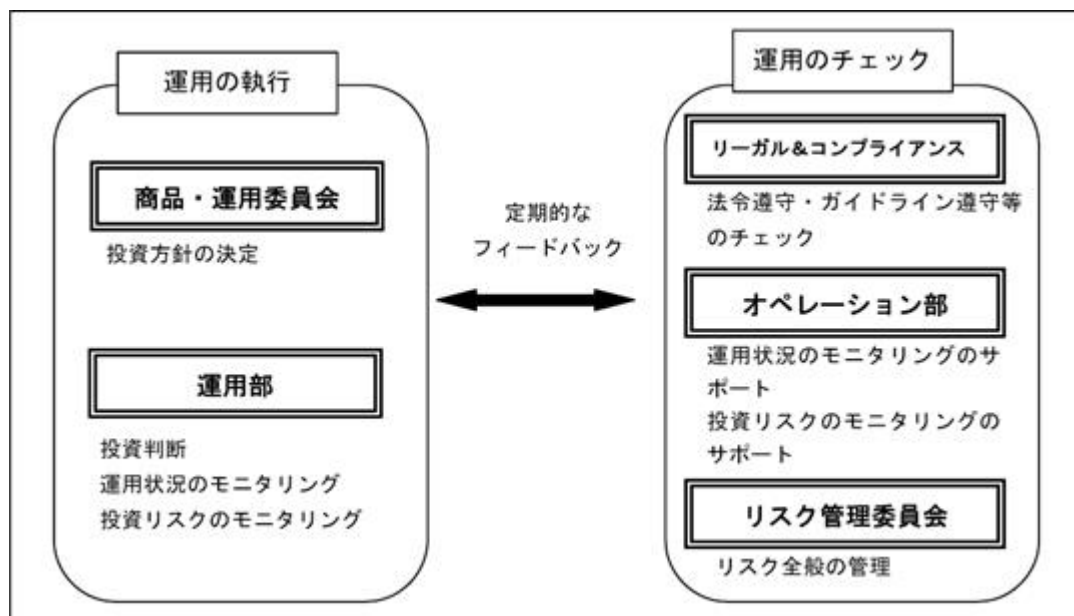 運用の執行
商品・運用委員会
投資方針の決定
運用部
投資判断
運用状況のモニタリング
投資リスクのモニタリング
定期的な
フィードバック
運用のチェック
リーガル＆コンプライアンス
法令遵守・ガイドライン遵守等
のチェック
オペレーション部
運用状況のモニタリングのサ
ポート
投資リスクのモニタリングの
サポート
リスク管理委員会
リスク全般の管理